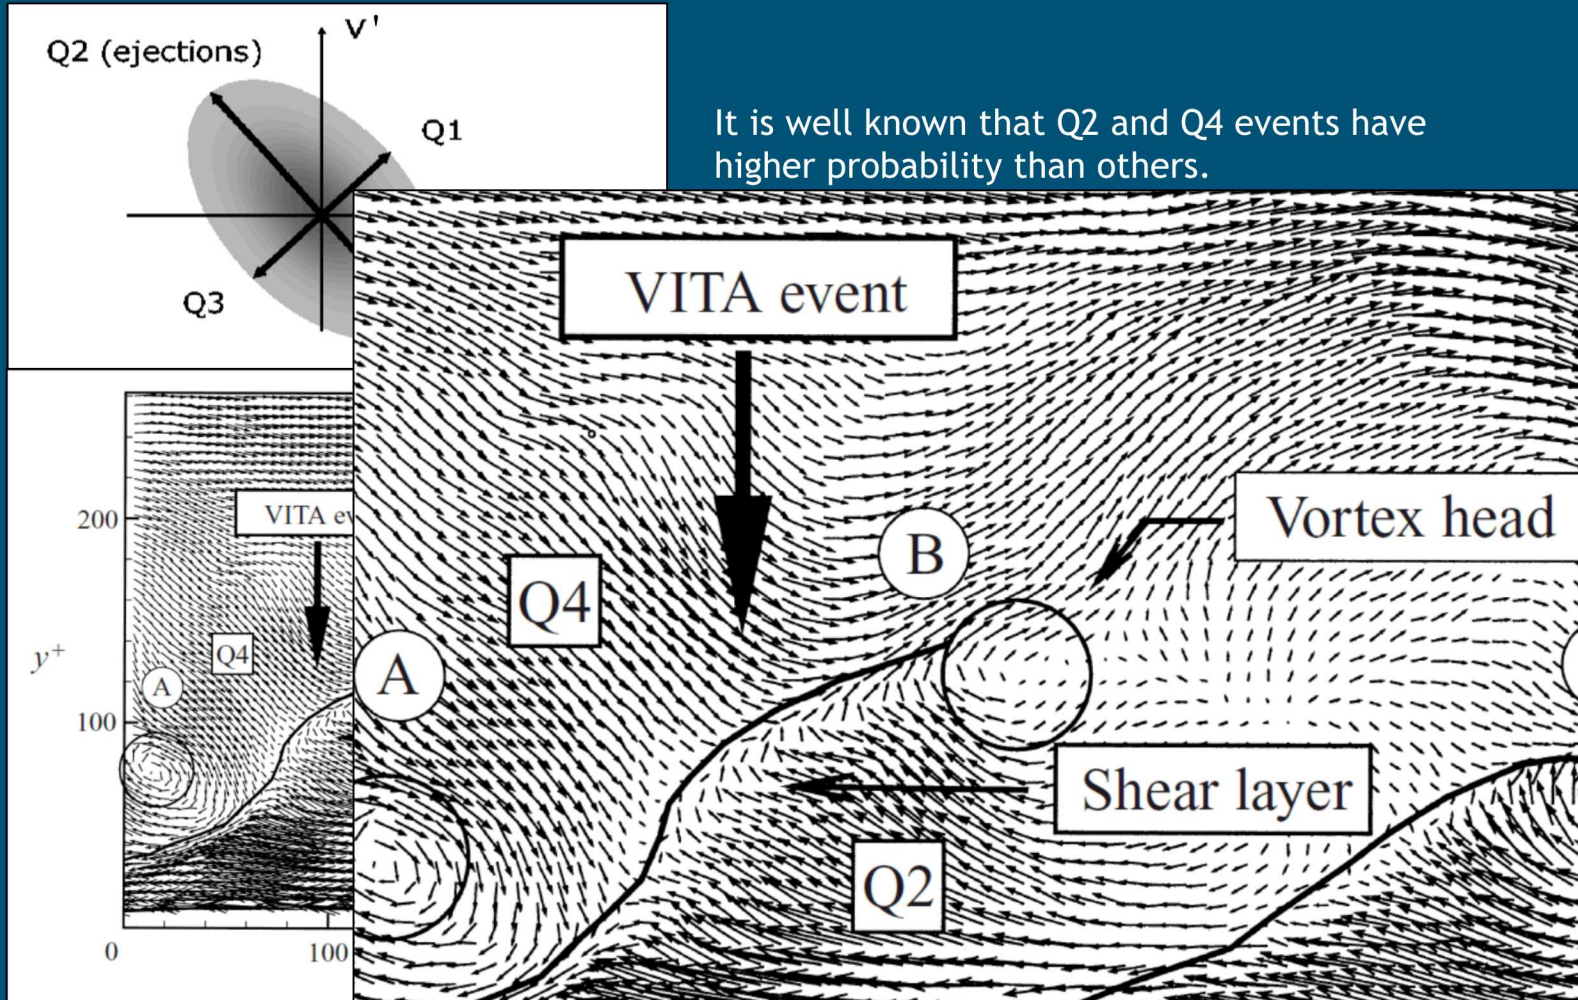 v'
Q2 (ejections)
Q1
Q3
It is well known that Q2 and Q4 events have
higher probability than others.
VITA event
Vortex head
B
Q4
A
Shear layer
Q2
200
VITA ev
Q4
y+
A
100
0
100